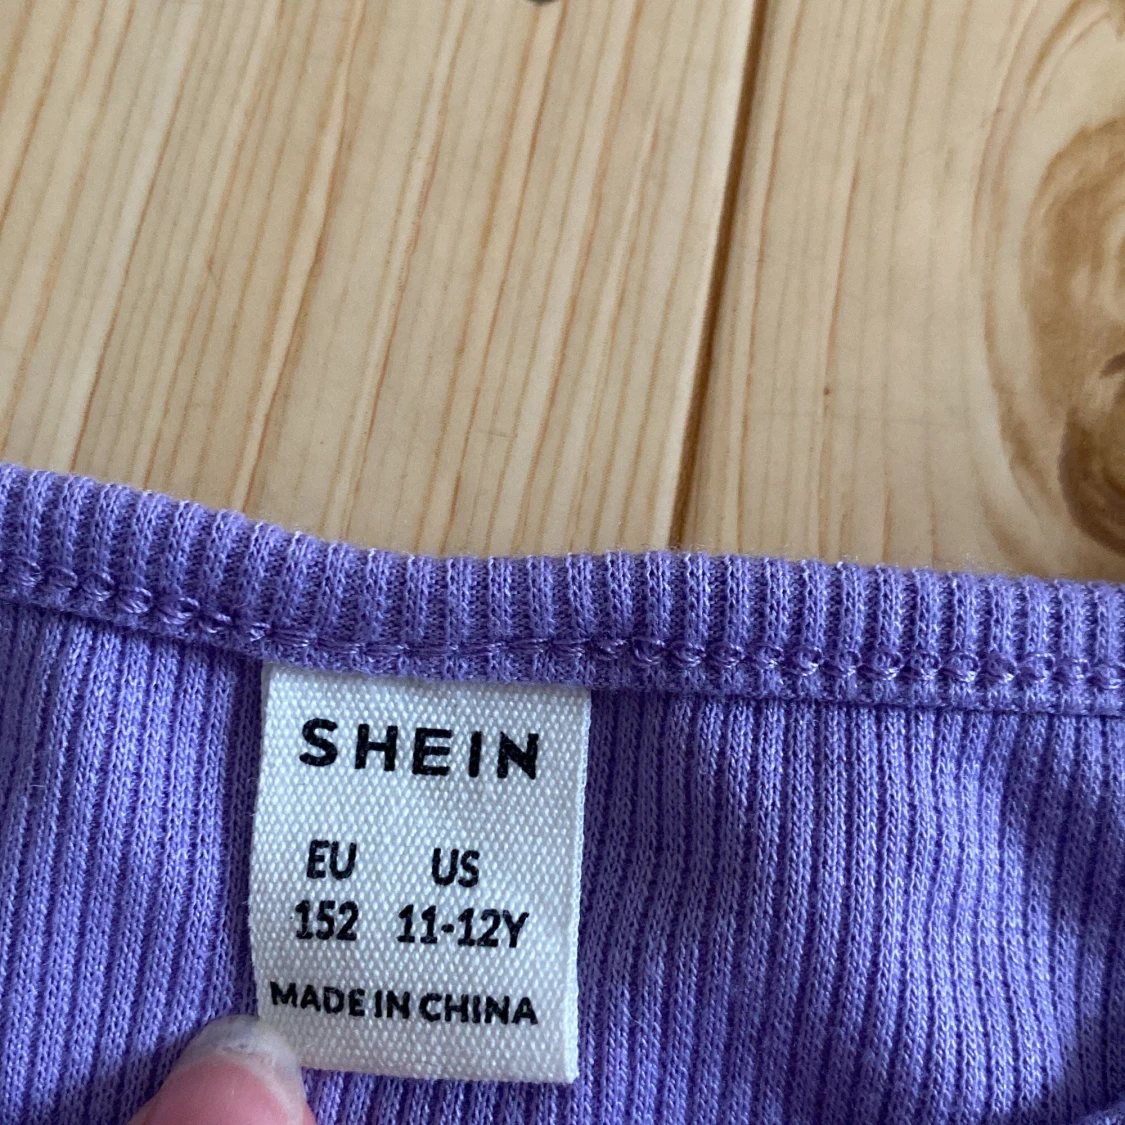 SHEIN
EU US
152 11-12Y
MADE IN CHINA